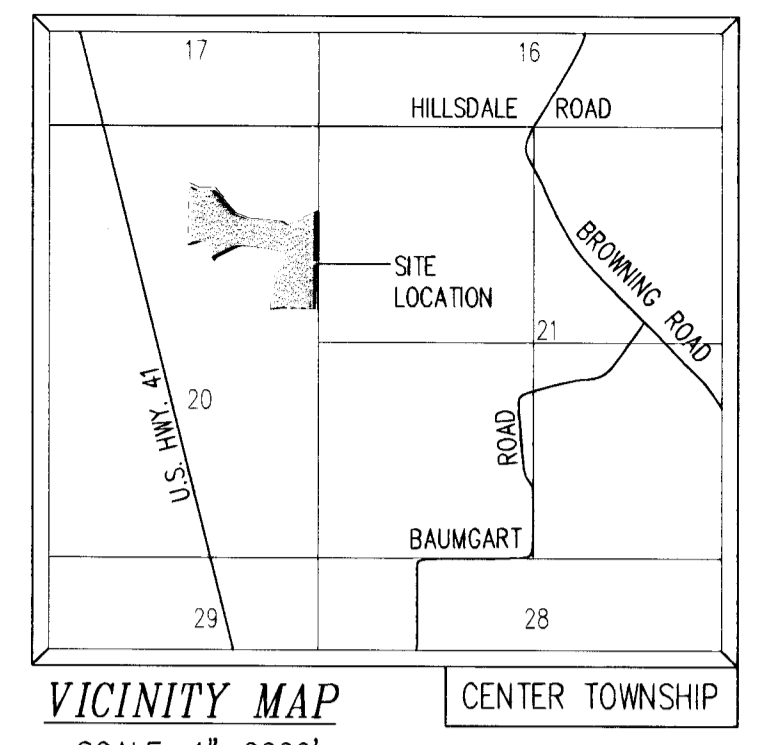 17
16
HILLSDALE ROAD
BROWNING ROAD
SITE
LOCATION
21
U.S. HWY. 41
20
ROAD
BAUMGART
29
28
VICINITY MAP
CENTER TOWNSHIP